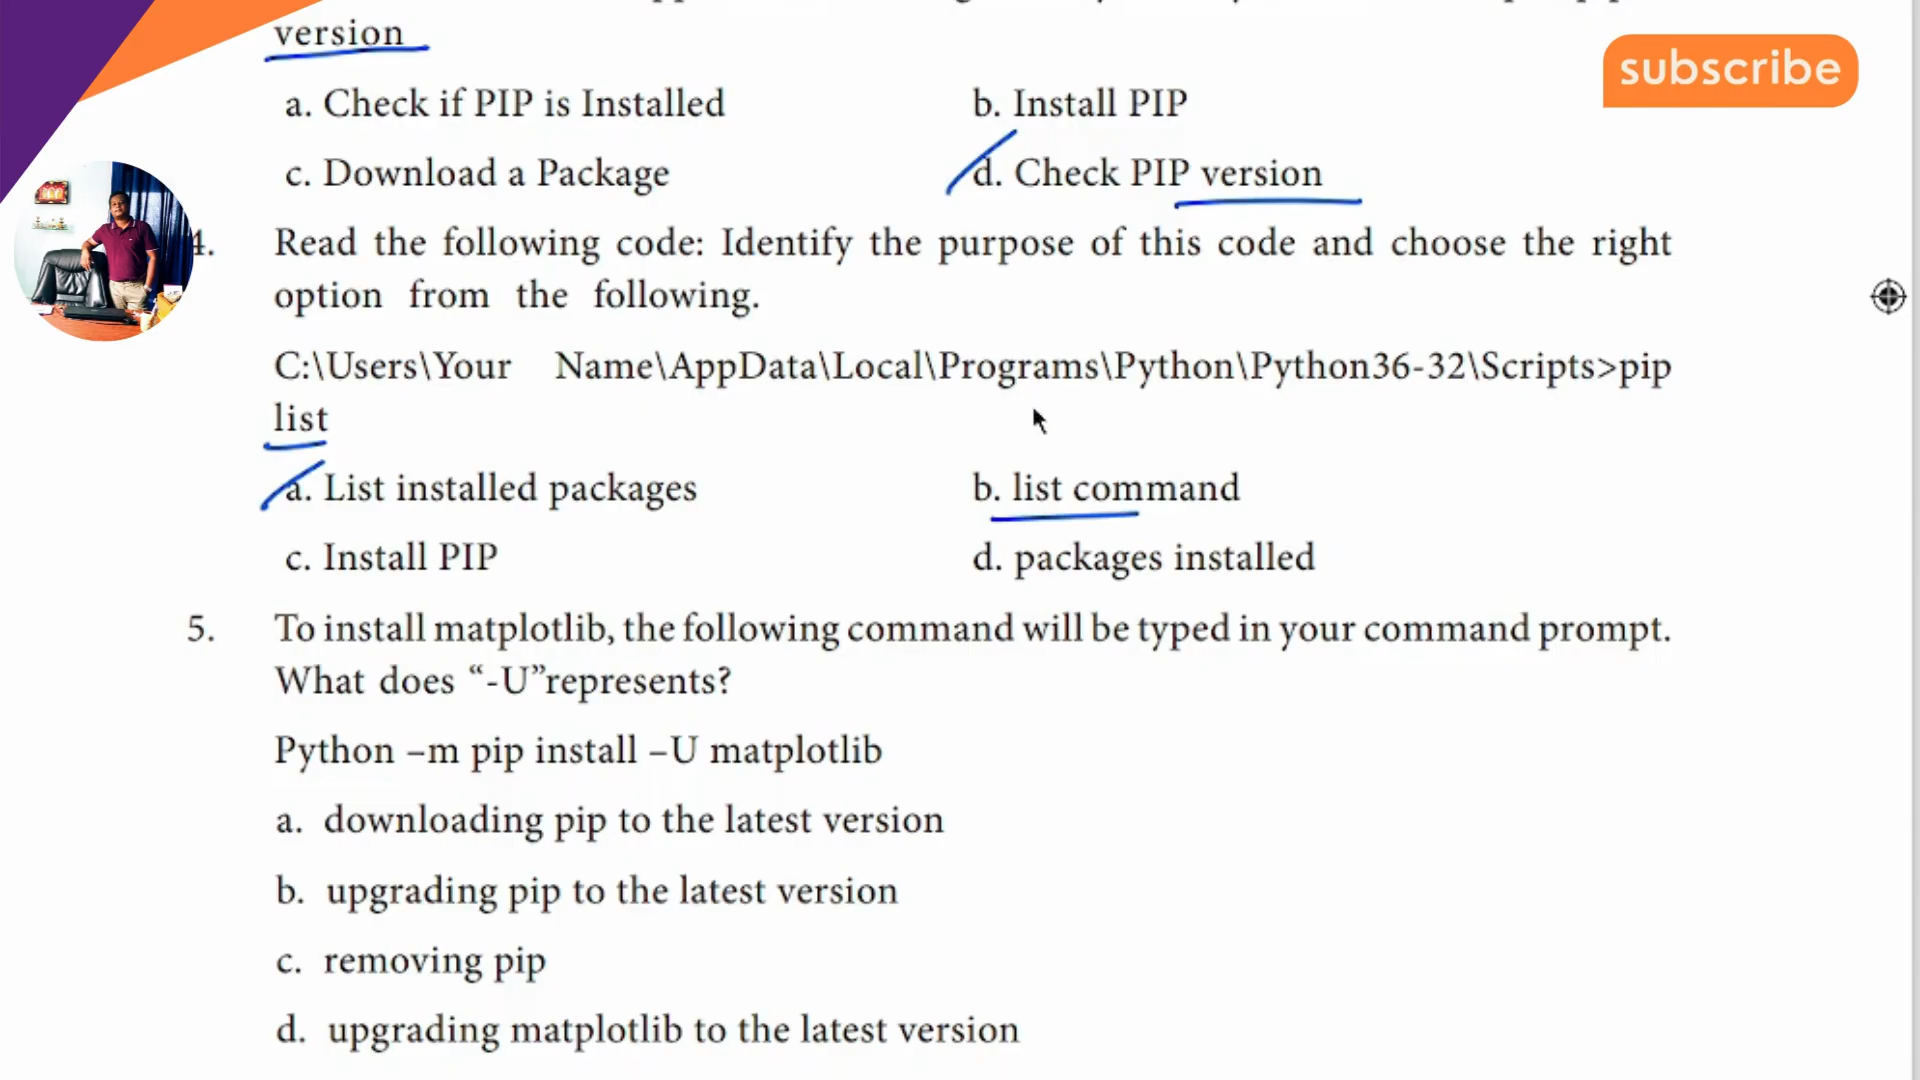 version
subscribe
a. Check if PIP is Installed
b. Install PIP
c. Download a Package
d. Check PIP version
4. Read the following code: Identify the purpose of this code and choose the right
option from the following.
C:\Users\Your Name\AppData\Local\Programs\Python\Python36-32\Scripts>pip
list
a. List installed packages
b. list command
c. Install PIP
d. packages installed
5. To install matplotlib, the following command will be typed in your command prompt.
What does “-U”represents?
Python –m pip install –U matplotlib
a. downloading pip to the latest version
b. upgrading pip to the latest version
c. removing pip
d. upgrading matplotlib to the latest version